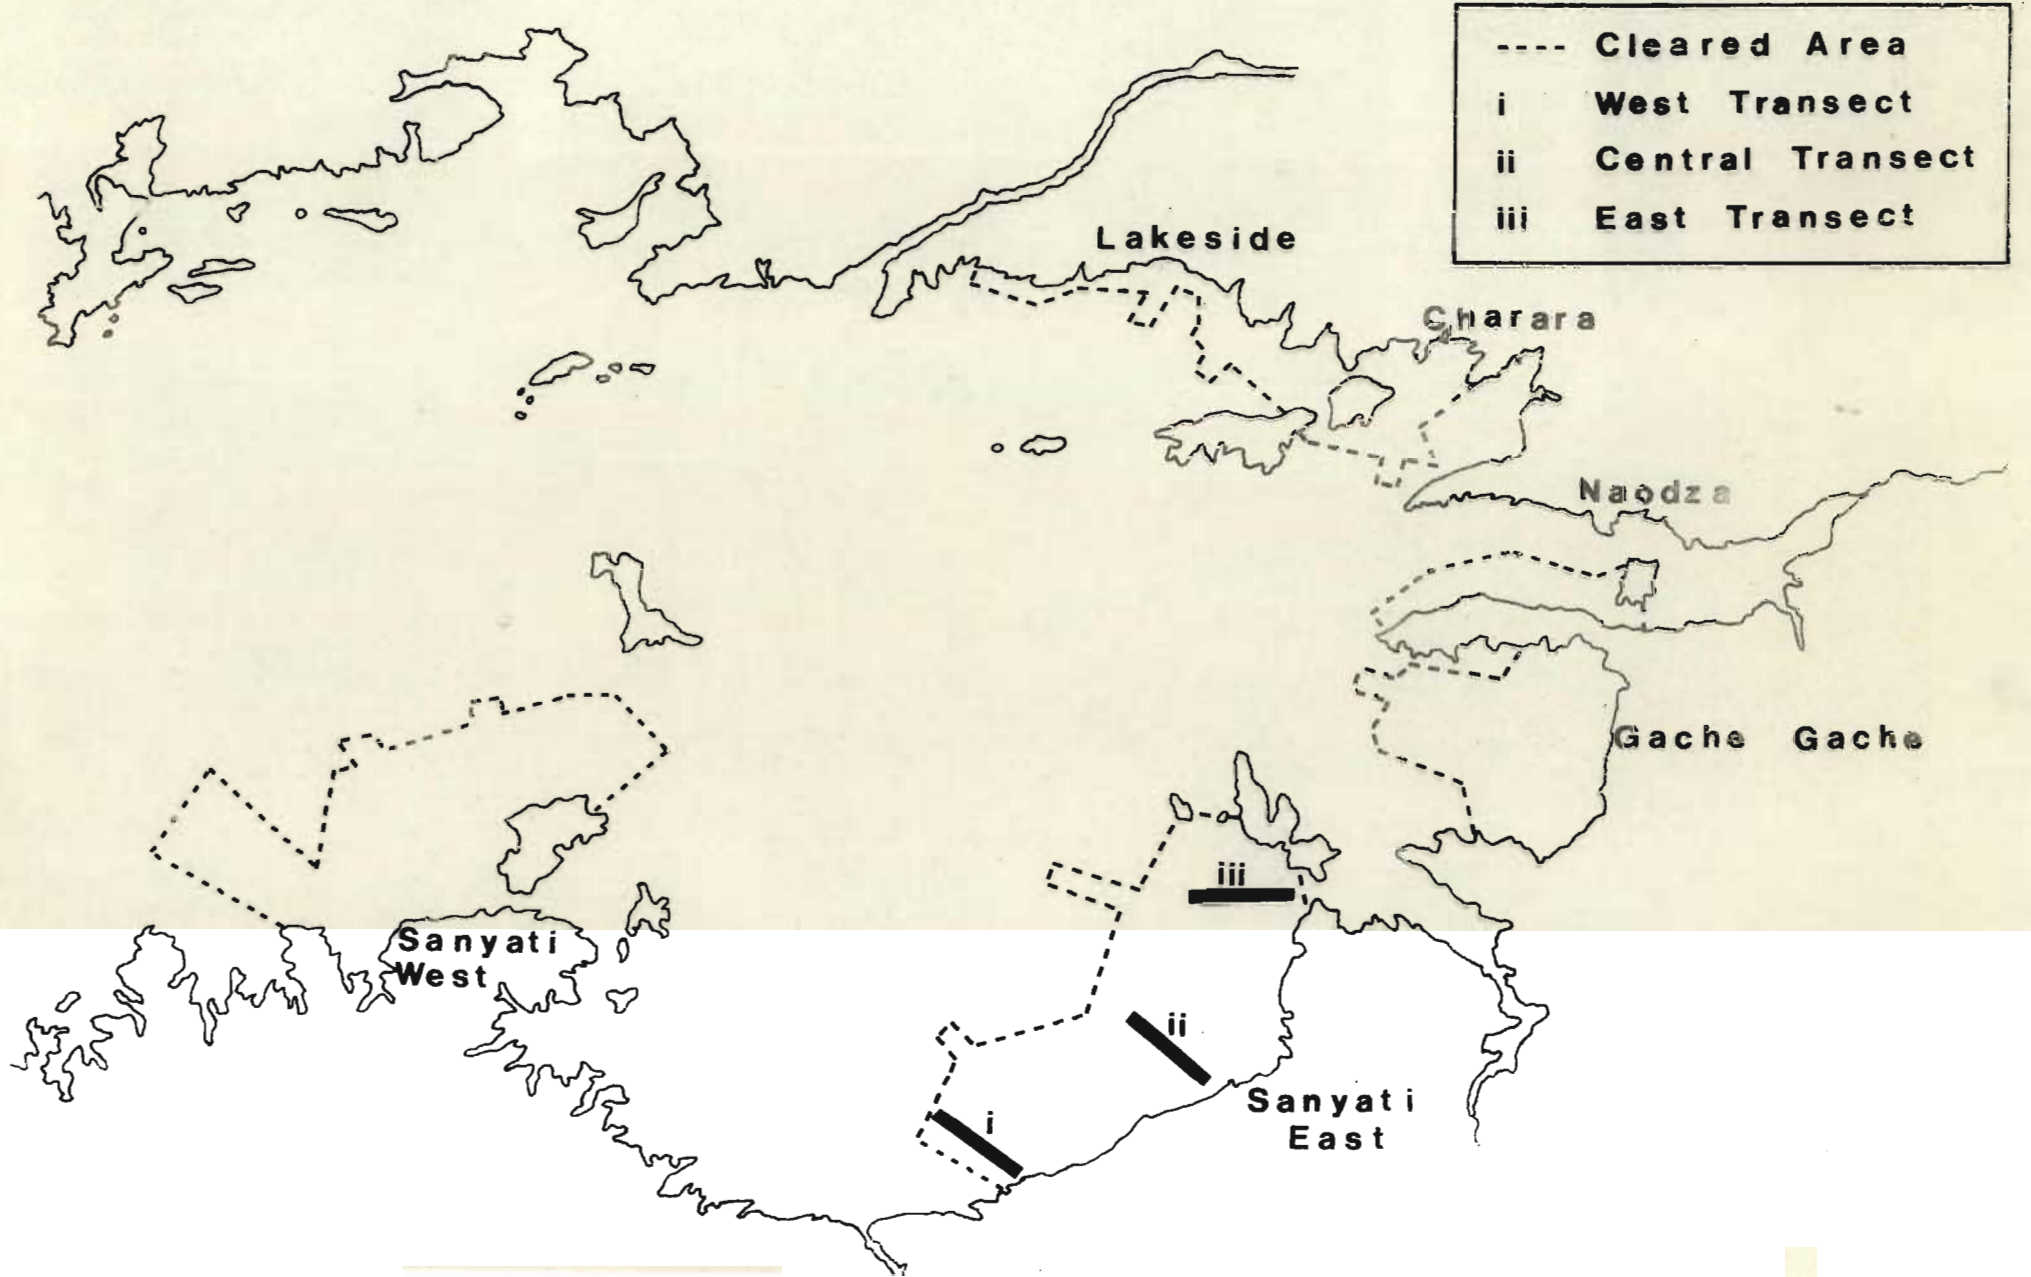 ---- Cleared Area
i West Transect
ii Central Transect
iii East Transect
Lakeside
Charara
Naodza
Gache Gache
iii
Sanyati
West
ii
Sanyati
East
i